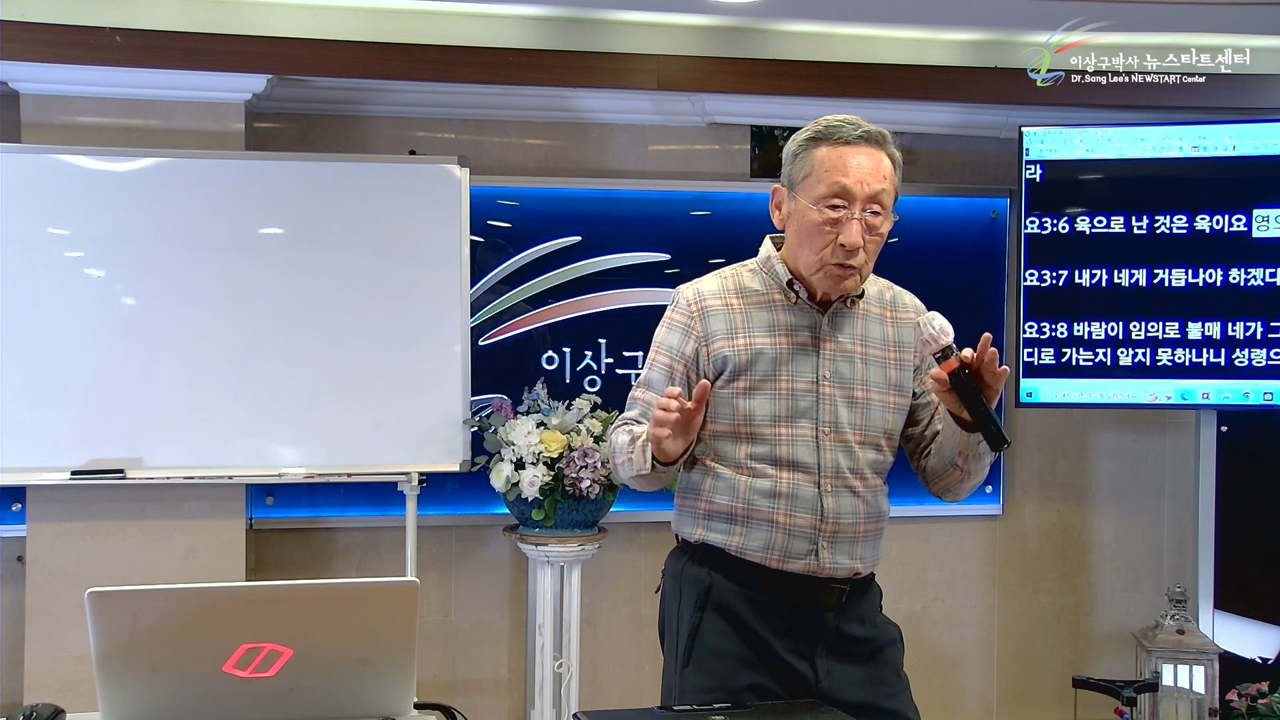 이상구박사 뉴스타트센터
Dr. Sang Lee's NEWSTART Center
라
요3:6 육으로 난 것은 육이요 영으
요3:7 내가 네게 거듭나야 하겠다
요3:8 바람이 임의로 불매 네가 그
디로 가는지 알지 못하나니 성령으
이상구